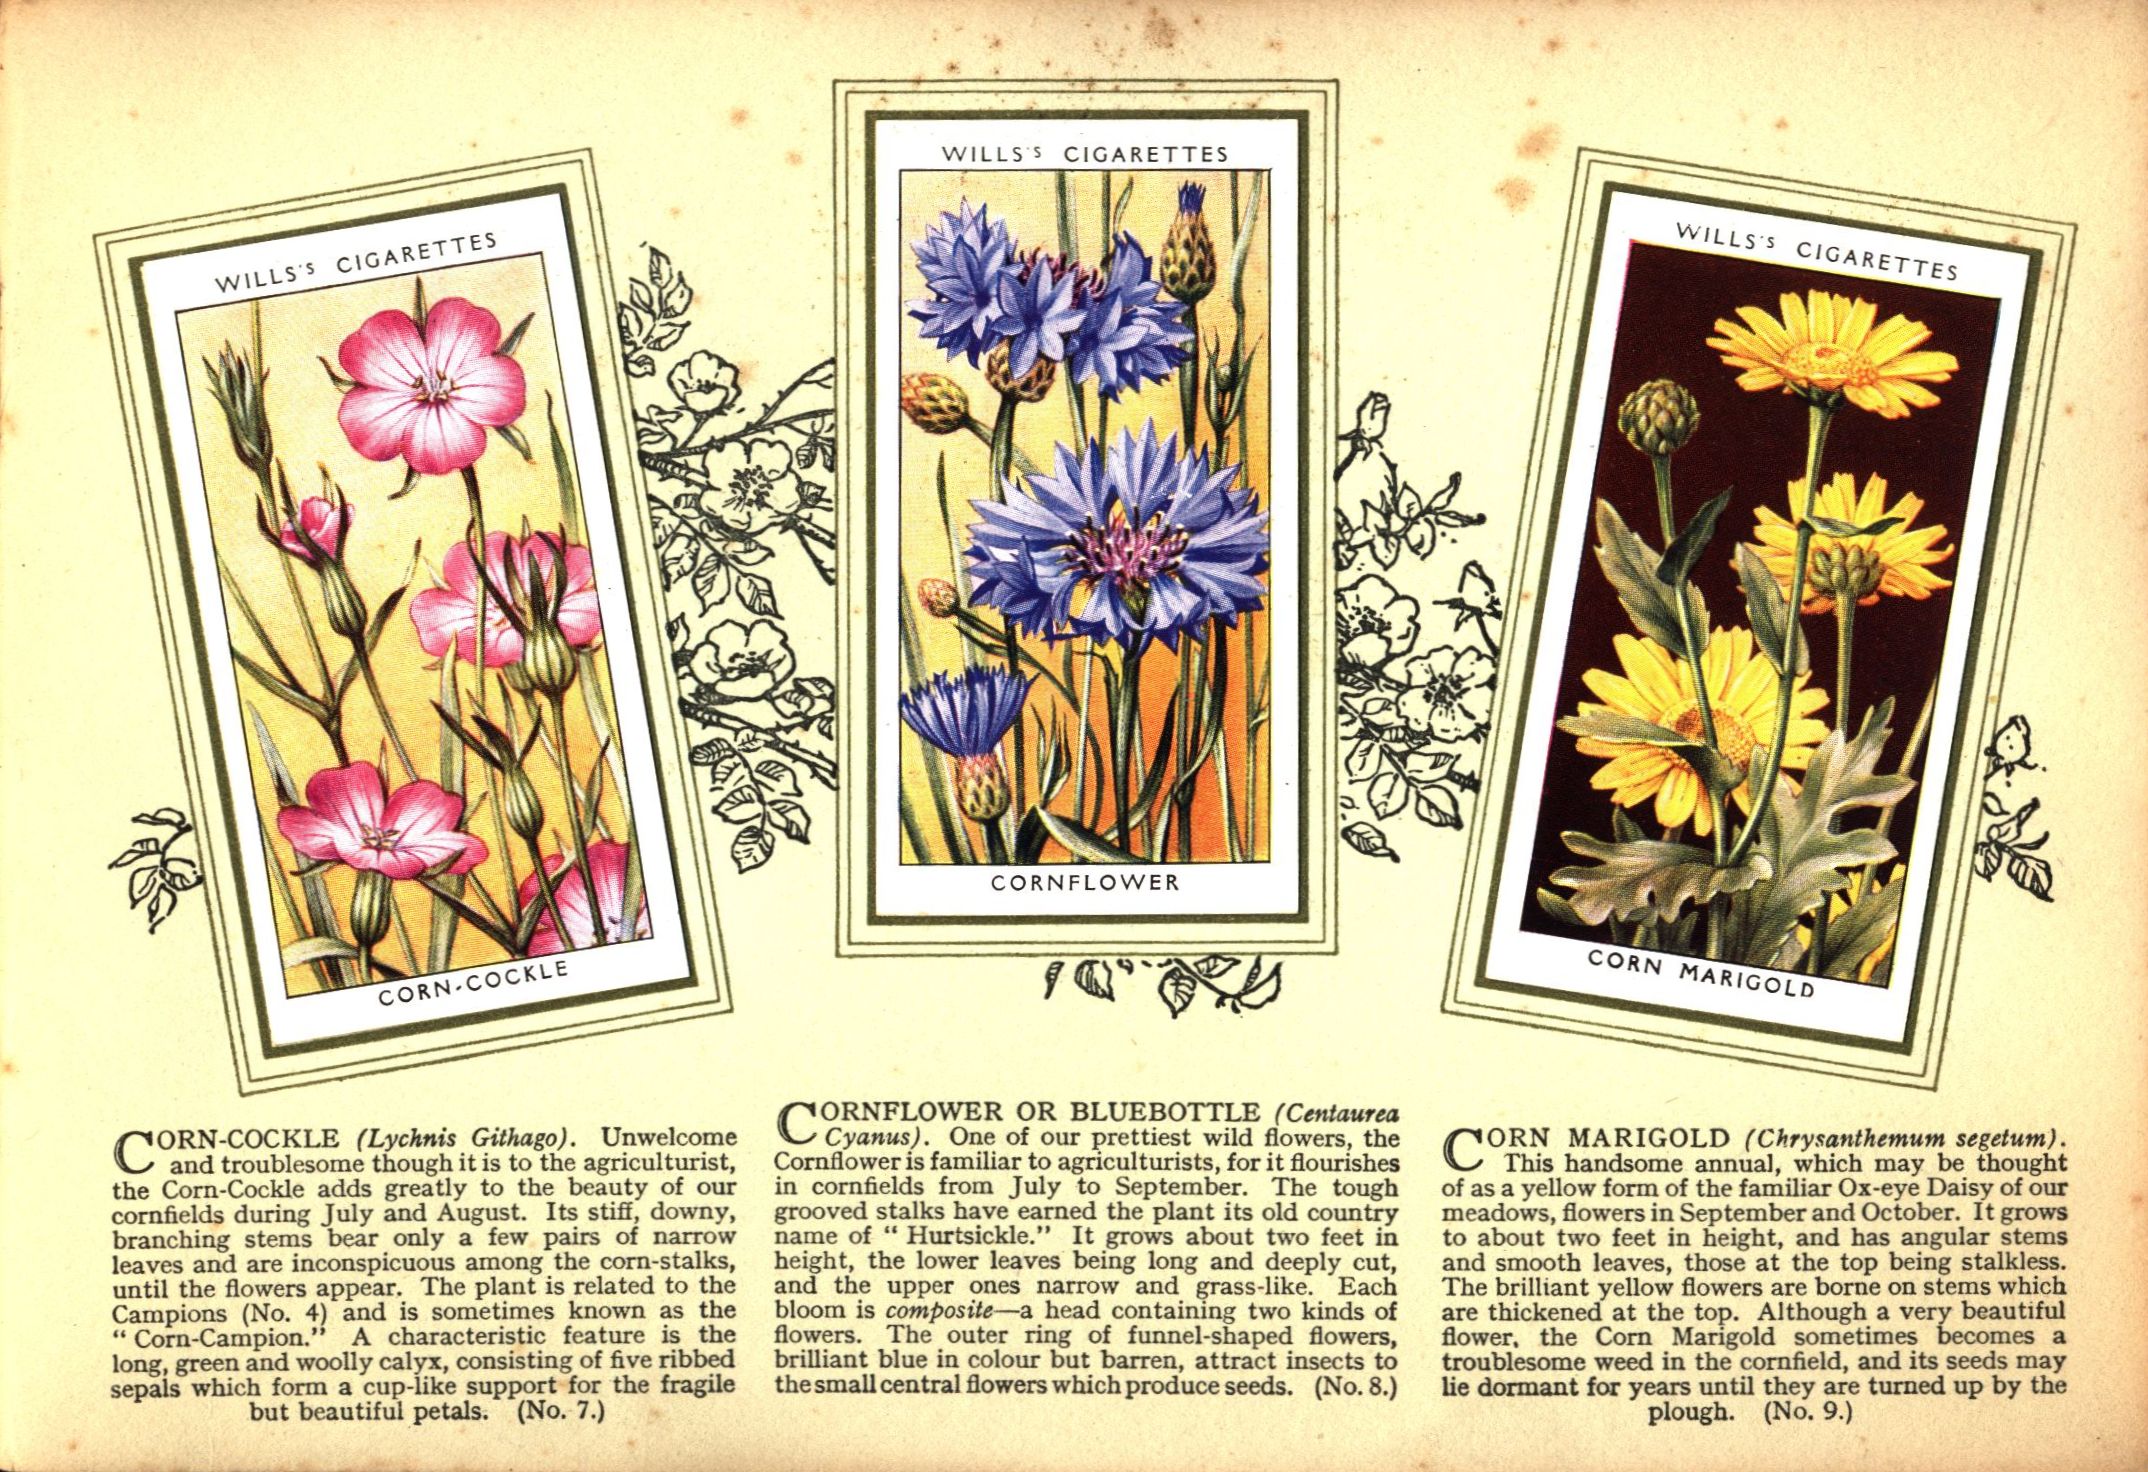 WILLS'S CIGARETTES
CORN-COCKLE
WILLS'S CIGARETTES
CORNFLOWER
WILLS'S CIGARETTES
CORN MARIGOLD
CORN-COCKLE (Lychnis Githago). Unwelcome
and troublesome though it is to the agriculturist,
the Corn-Cockle adds greatly to the beauty of our
cornfields during July and August. Its stiff, downy,
branching stems bear only a few pairs of narrow
leaves and are inconspicuous among the corn-stalks,
until the flowers appear. The plant is related to the
Campions (No. 4) and is sometimes known as the
“ Corn-Campion.” A characteristic feature is the
long, green and woolly calyx, consisting of five ribbed
sepals which form a cup-like support for the fragile
but beautiful petals. (No. 7.)
CORNFLOWER OR BLUEBOTTLE (Centaurea
Cyanus). One of our prettiest wild flowers, the
Cornflower is familiar to agriculturists, for it flourishes
in cornfields from July to September. The tough
grooved stalks have earned the plant its old country
name of “ Hurtsickle.” It grows about two feet in
height, the lower leaves being long and deeply cut,
and the upper ones narrow and grass-like. Each
bloom is composite—a head containing two kinds of
flowers. The outer ring of funnel-shaped flowers,
brilliant blue in colour but barren, attract insects to
the small central flowers which produce seeds. (No. 8.)
CORN MARIGOLD (Chrysanthemum segetum).
This handsome annual, which may be thought
of as a yellow form of the familiar Ox-eye Daisy of our
meadows, flowers in September and October. It grows
to about two feet in height, and has angular stems
and smooth leaves, those at the top being stalkless.
The brilliant yellow flowers are borne on stems which
are thickened at the top. Although a very beautiful
flower, the Corn Marigold sometimes becomes a
troublesome weed in the cornfield, and its seeds may
lie dormant for years until they are turned up by the
plough. (No. 9.)